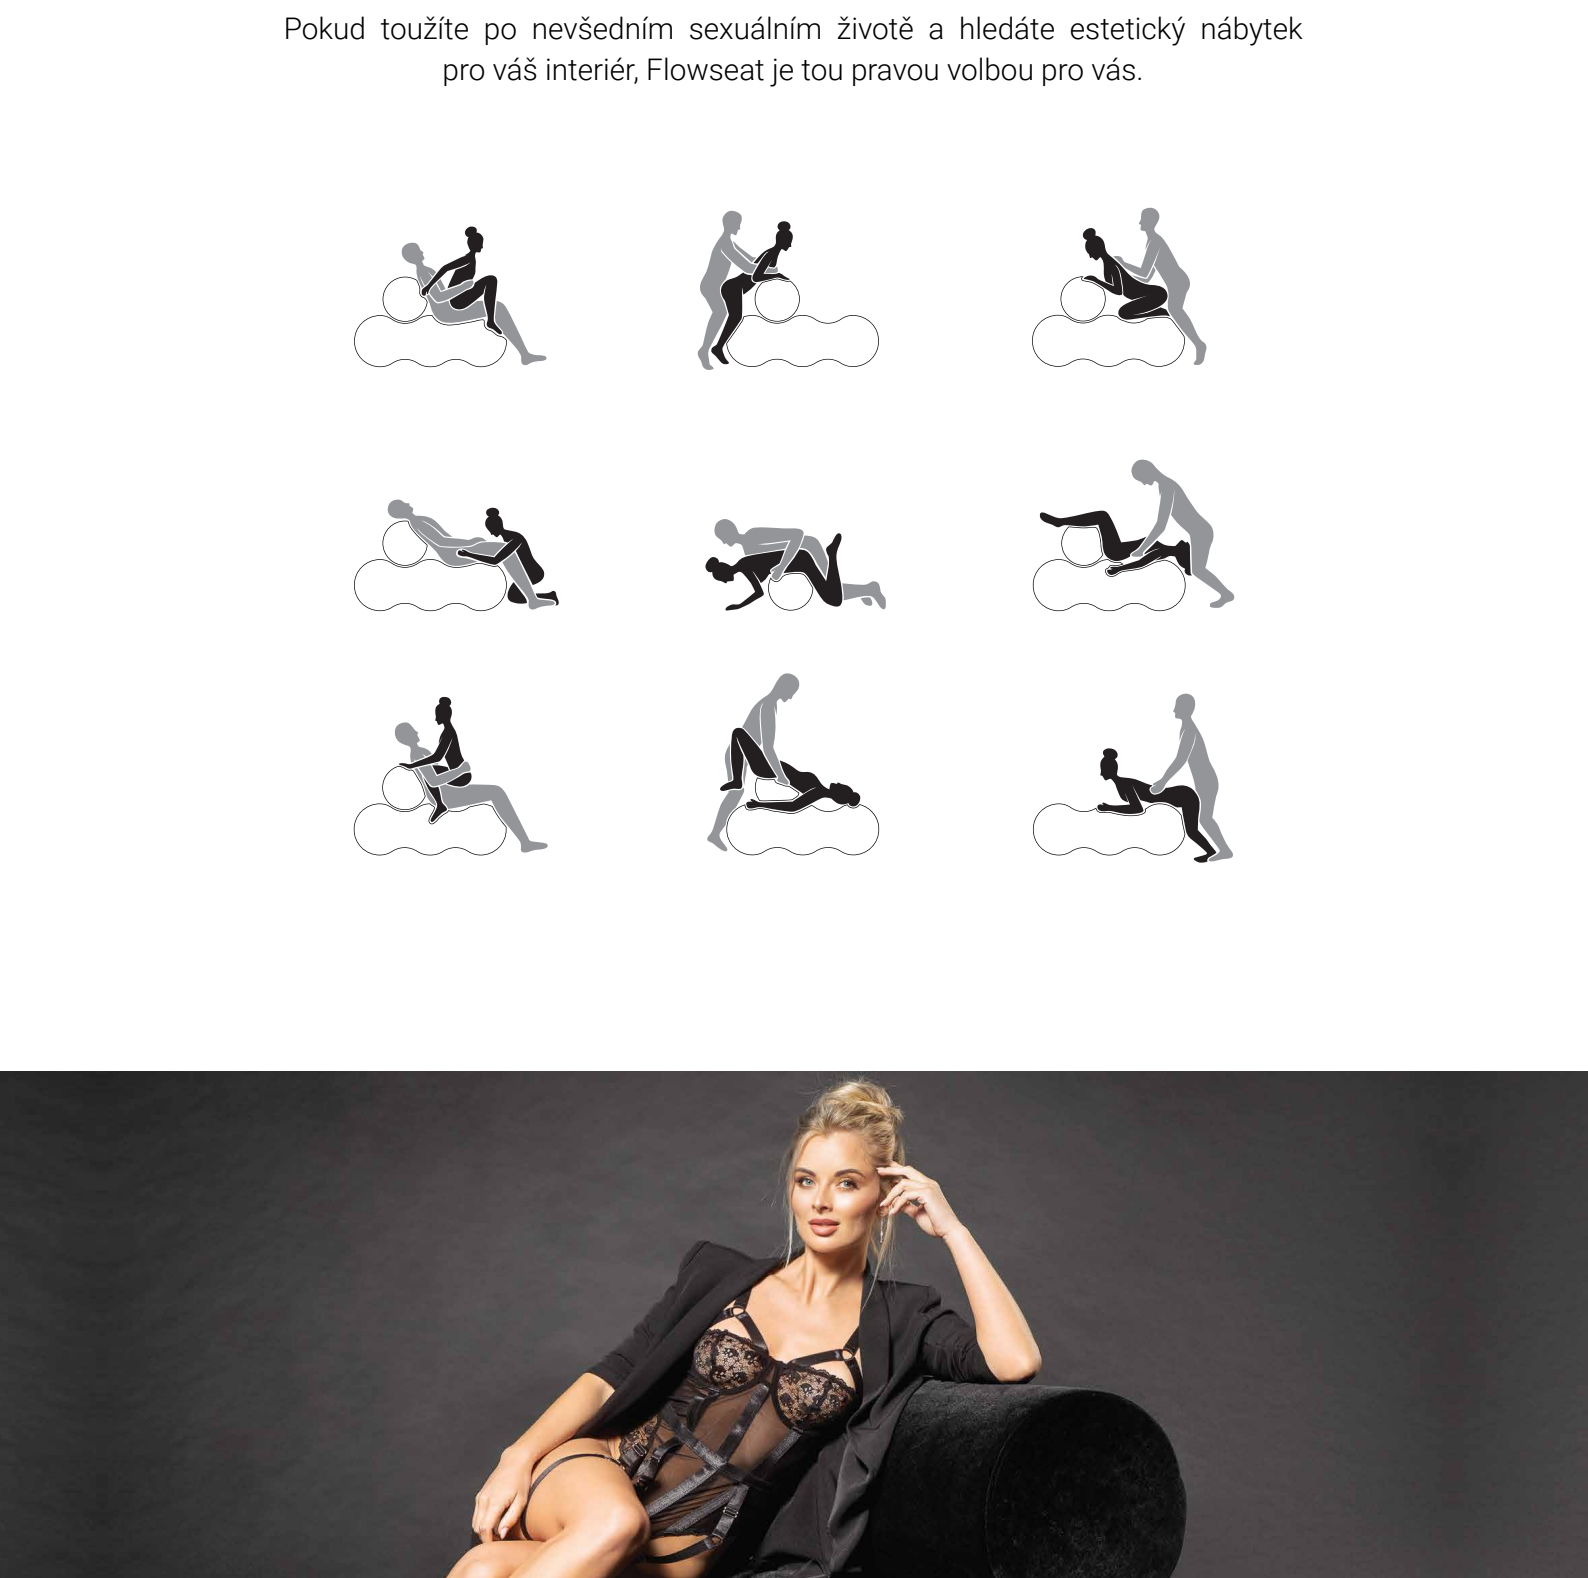 Pokud toužíte po nevšedním sexuálním životě a hledáte estetický nábytek
pro váš interiér, Flowseat je tou pravou volbou pro vás.